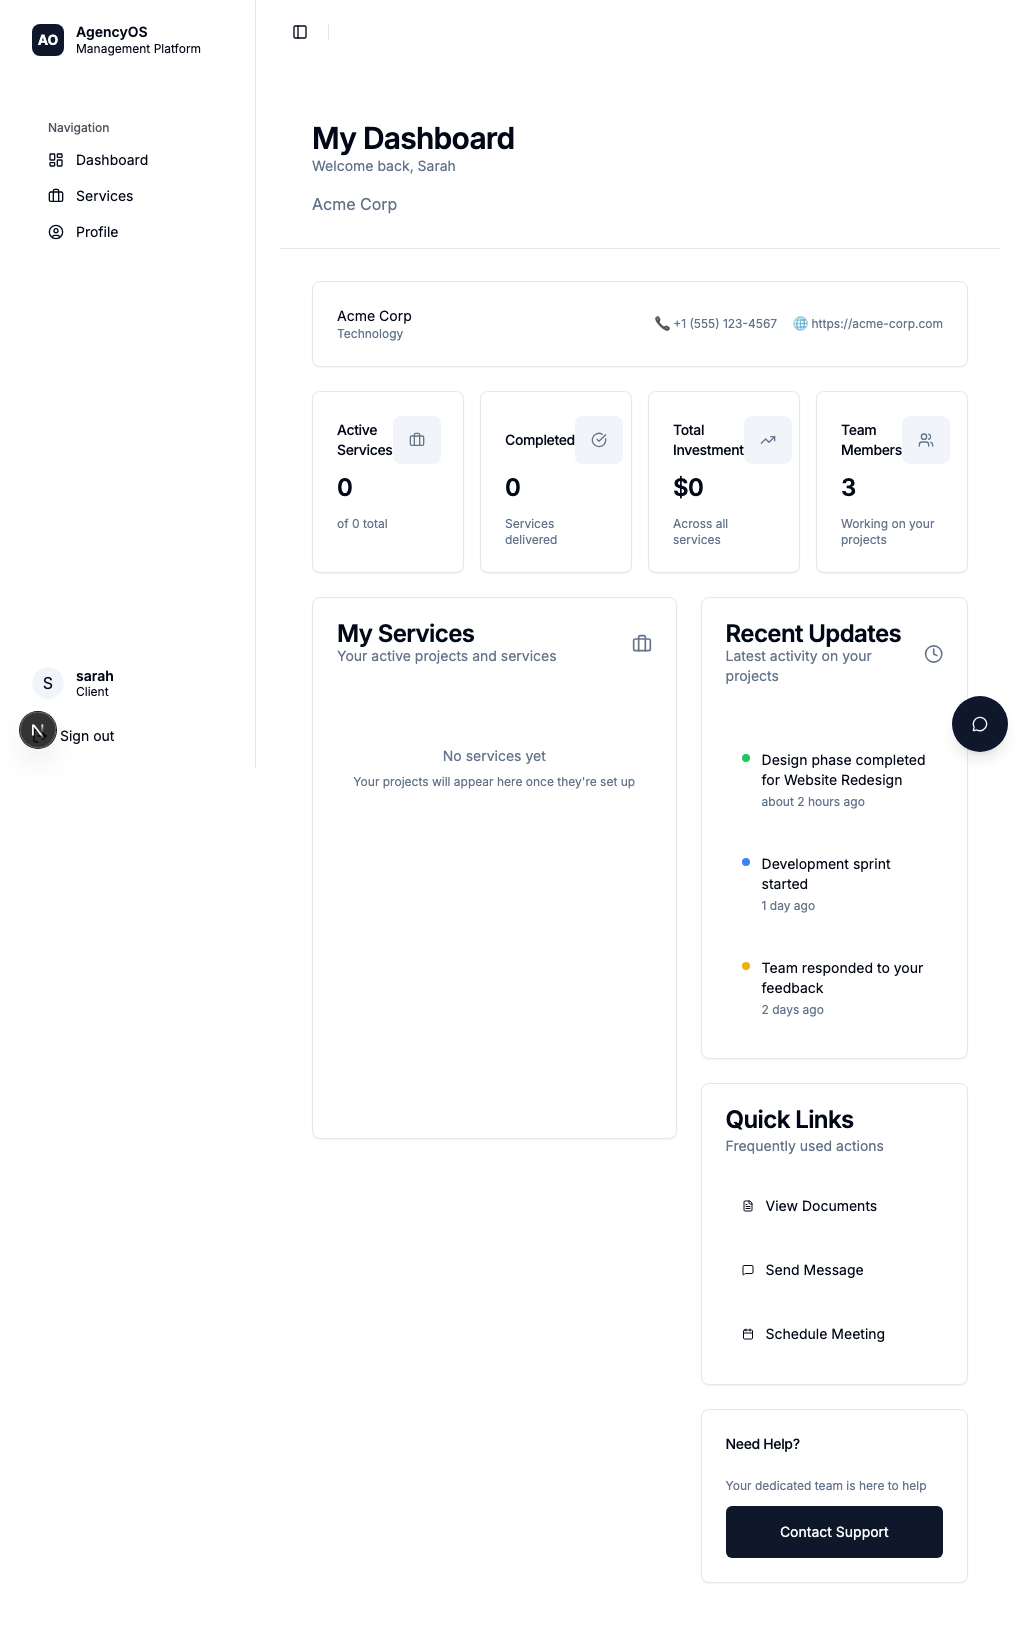 AO
AgencyOS
Management Platform
Navigation
Dashboard
Services
Profile
S
sarah
Client
N
Sign out
My Dashboard
Welcome back, Sarah
Acme Corp
Acme Corp
Technology
📞 +1 (555) 123-4567
🌐 https://acme-corp.com
Active
Services
0
of 0 total
Completed
0
Services
delivered
Total
Investment
$0
Across all
services
Team
Members
3
Working on your
projects
My Services
Your active projects and services
No services yet
Your projects will appear here once they're set up
Recent Updates
Latest activity on your
projects
Design phase completed
for Website Redesign
about 2 hours ago
Development sprint
started
1 day ago
Team responded to your
feedback
2 days ago
Quick Links
Frequently used actions
View Documents
Send Message
Schedule Meeting
Need Help?
Your dedicated team is here to help
Contact Support